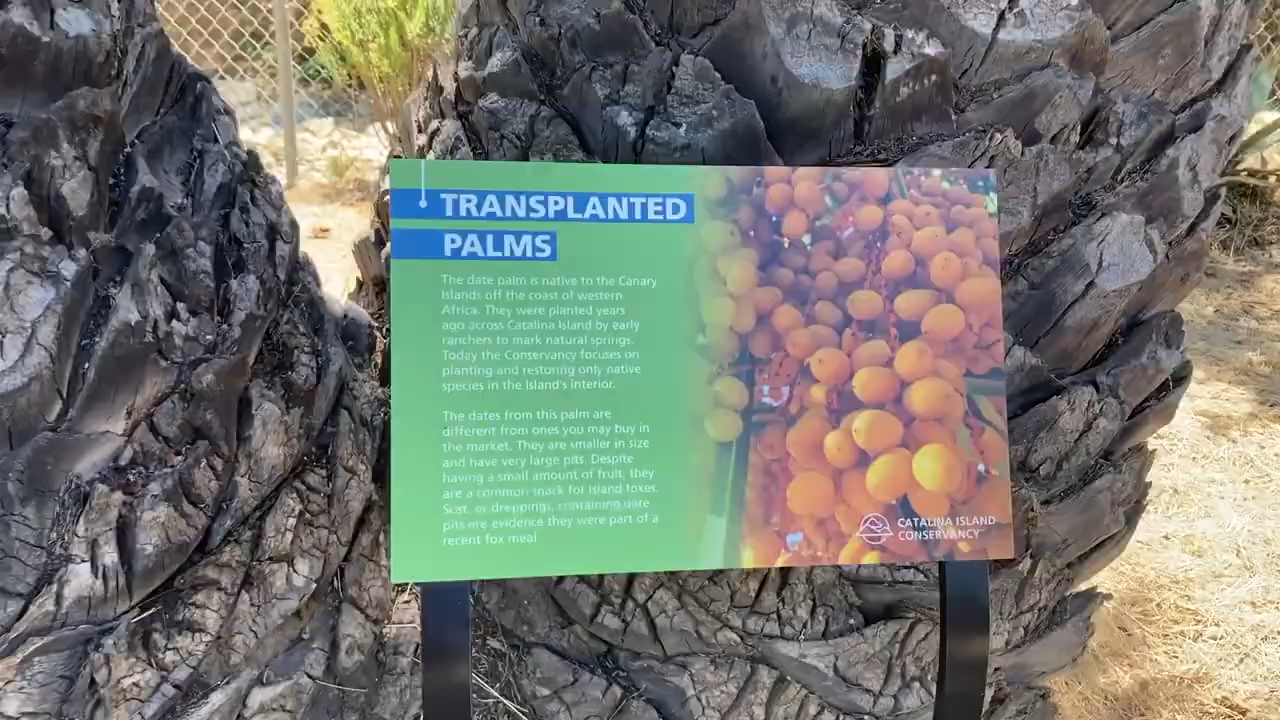 TRANSPLANTED
PALMS
The date palm is native to the Canary
Islands off the coast of western
Africa. They were planted years
ago across Catalina Island by early
ranchers to mark natural springs.
Today the Conservancy focuses on
planting and restoring only native
species in the Island's interior.
The dates from this palm are
different from ones you may buy in
the market. They are smaller in size
and have very large pits. Despite
having a small amount of fruit, they
are a common snack for Island foxes.
Scat, or droppings, containing date
pits are evidence they were part of a
recent fox meal.
CATALINA ISLAND
CONSERVANCY